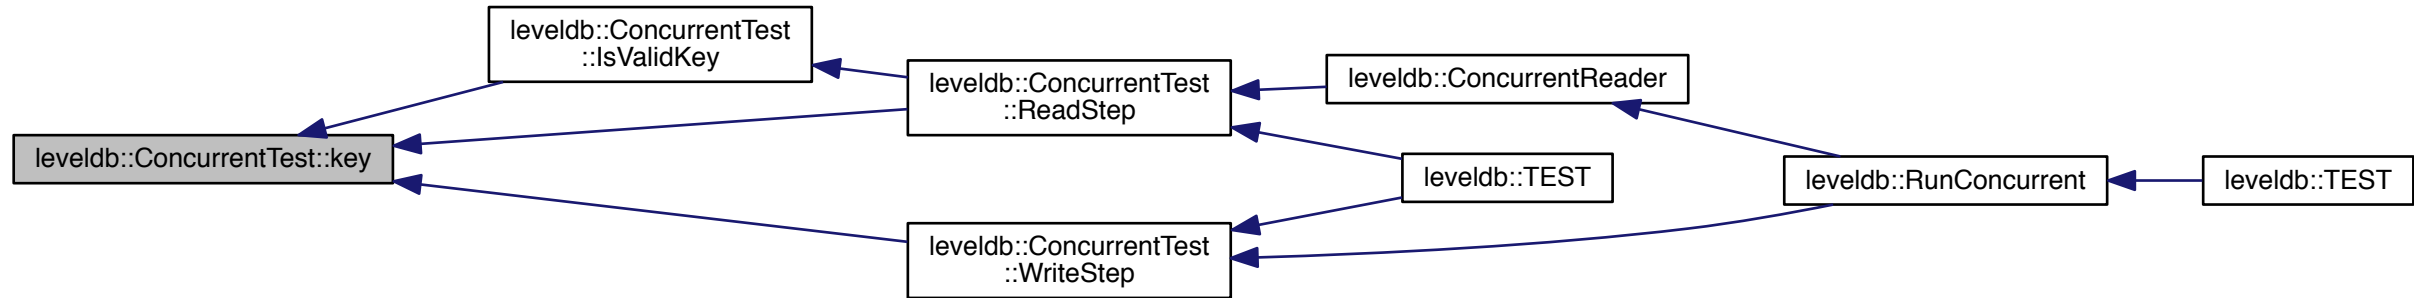 leveldb::ConcurrentTest::key
leveldb::ConcurrentTest
::IsValidKey
leveldb::ConcurrentTest
::ReadStep
leveldb::ConcurrentTest
::WriteStep
leveldb::ConcurrentReader
leveldb::TEST
leveldb::RunConcurrent
leveldb::TEST